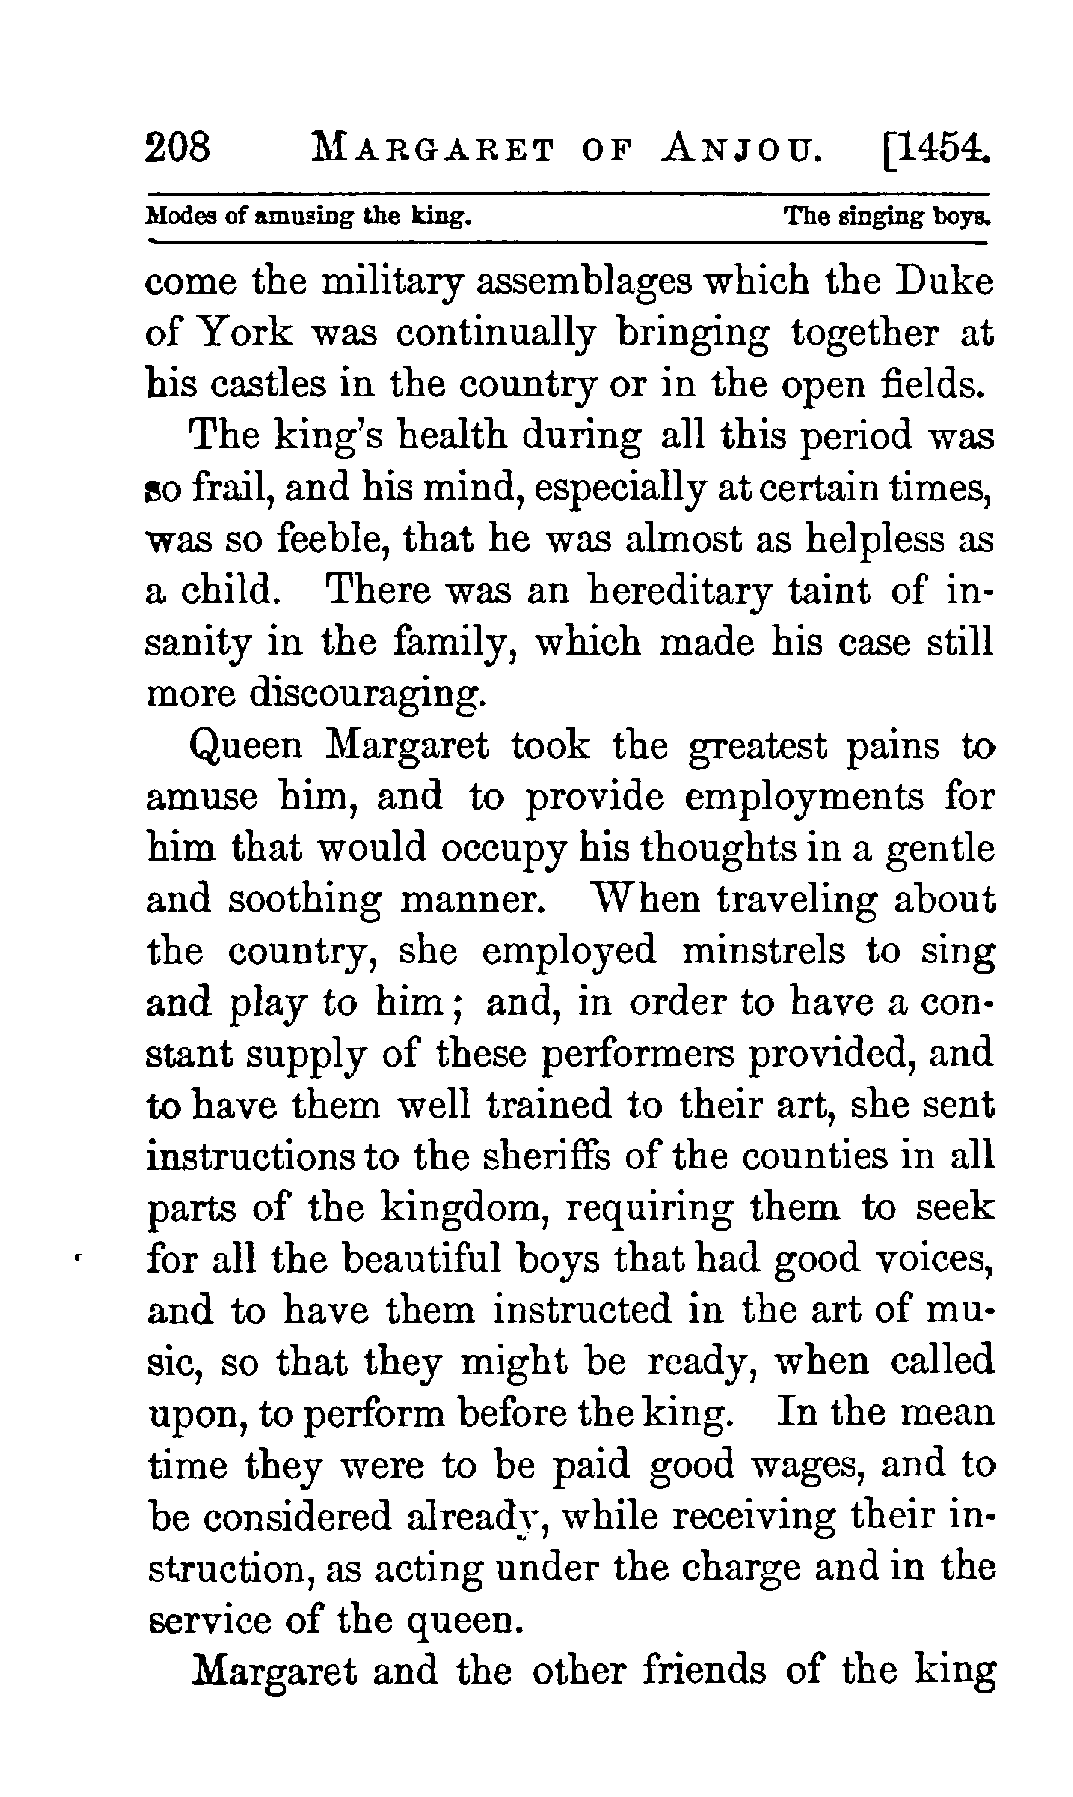 208 MARGARET OF ANJOU. [1454.
Modes of amusing the king. The singing boys.
come the military assemblages which the Duke
of York was continually bringing together at
his castles in the country or in the open fields.
The king's health during all this period was
so frail, and his mind, especially at certain times,
was so feeble, that he was almost as helpless as
a child. There was an hereditary taint of in-
sanity in the family, which made his case still
more discouraging.
Queen Margaret took the greatest pains to
amuse him, and to provide employments for
him that would occupy his thoughts in a gentle
and soothing manner. When traveling about
the country, she employed minstrels to sing
and play to him; and, in order to have a con-
stant supply of these performers provided, and
to have them well trained to their art, she sent
instructions to the sheriffs of the counties in all
parts of the kingdom, requiring them to seek
for all the beautiful boys that had good voices,
and to have them instructed in the art of mu-
sic, so that they might be ready, when called
upon, to perform before the king. In the mean
time they were to be paid good wages, and to
be considered already, while receiving their in-
struction, as acting under the charge and in the
service of the queen.
Margaret and the other friends of the king